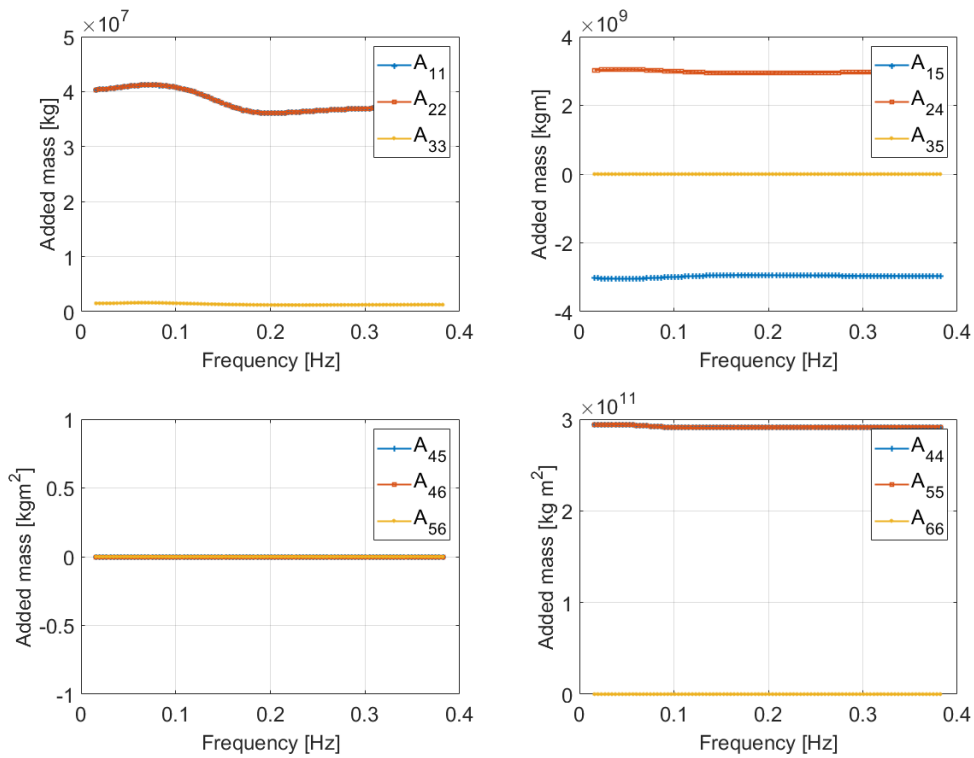 ×10⁷
5
4
3
2
1
0
Added mass [kg]
0 0.1 0.2 0.3 0.4
Frequency [Hz]
A₁₁
A₂₂
A₃₃
×10⁹
4
2
0
-2
-4
Added mass [kgm]
0 0.1 0.2 0.3 0.4
Frequency [Hz]
A₁₅
A₂₄
A₃₅
1
0.5
0
-0.5
-1
Added mass [kgm²]
0 0.1 0.2 0.3 0.4
Frequency [Hz]
A₄₅
A₄₆
A₅₆
×10¹¹
3
2
1
0
Added mass [kg m²]
0 0.1 0.2 0.3 0.4
Frequency [Hz]
A₄₄
A₅₅
A₆₆